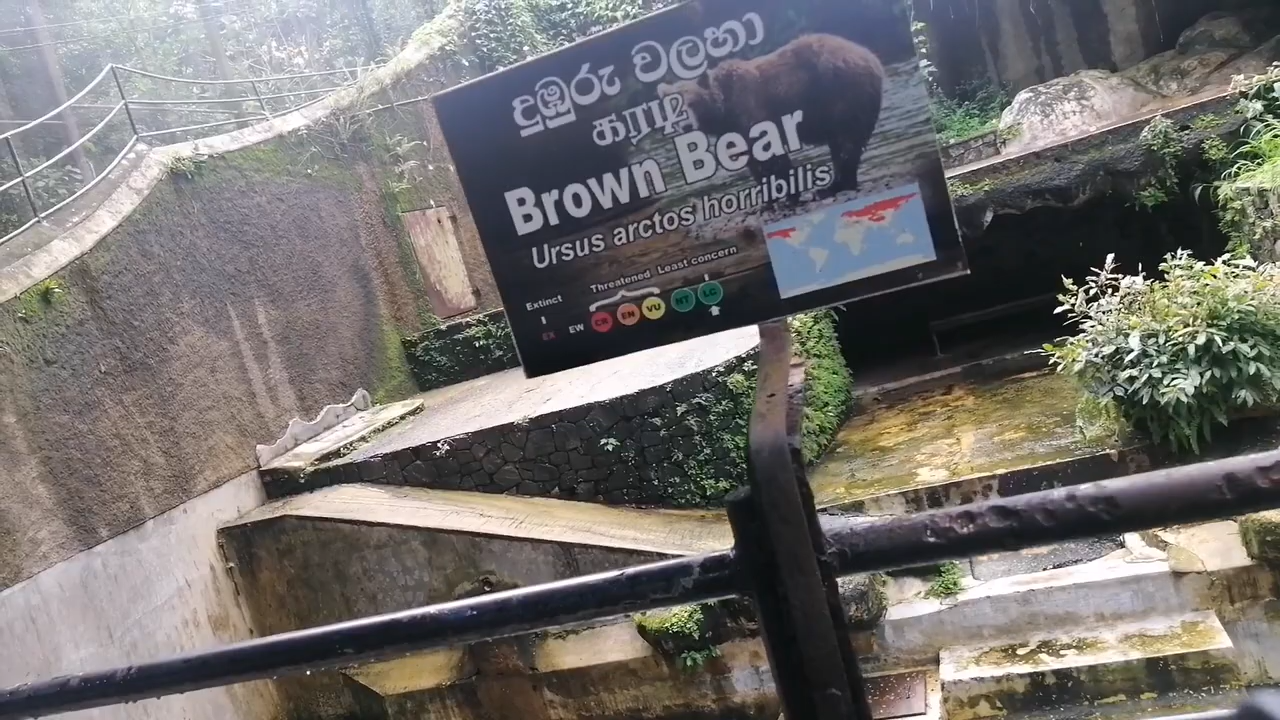 දුඹුරු වලහා
கரடி
Brown Bear
Ursus arctos horribilis
Extinct Threatened Least concern
EX EW CR EN VU NT LC